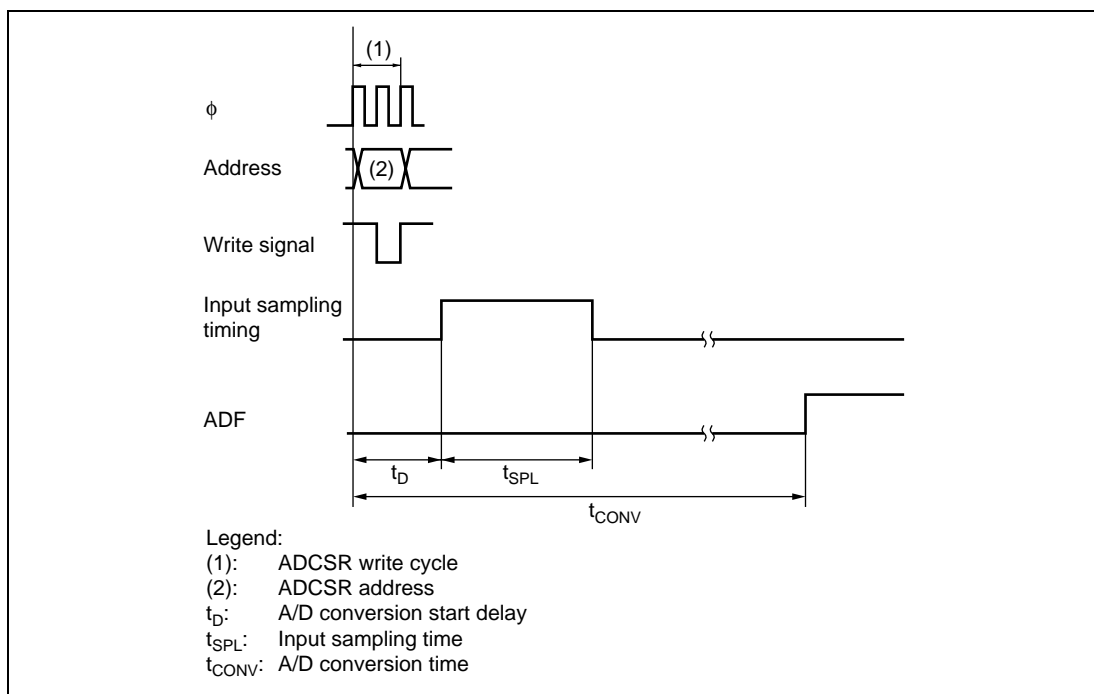 (1)
ϕ
Address
(2)
Write signal
Input sampling
timing
ADF
tD
tSPL
tCONV
Legend:
(1): ADCSR write cycle
(2): ADCSR address
tD: A/D conversion start delay
tSPL: Input sampling time
tCONV: A/D conversion time